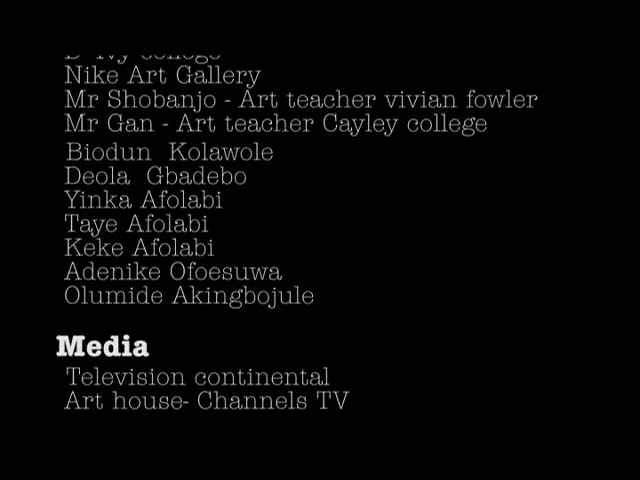 Nike Art Gallery
Mr Shobanjo - Art teacher vivian fowler
Mr Gan - Art teacher Cayley college
Biodun Kolawole
Deola Gbadebo
Yinka Afolabi
Taye Afolabi
Keke Afolabi
Adenike Ofoesuwa
Olumide Akingbojule
Media
Television continental
Art house- Channels TV